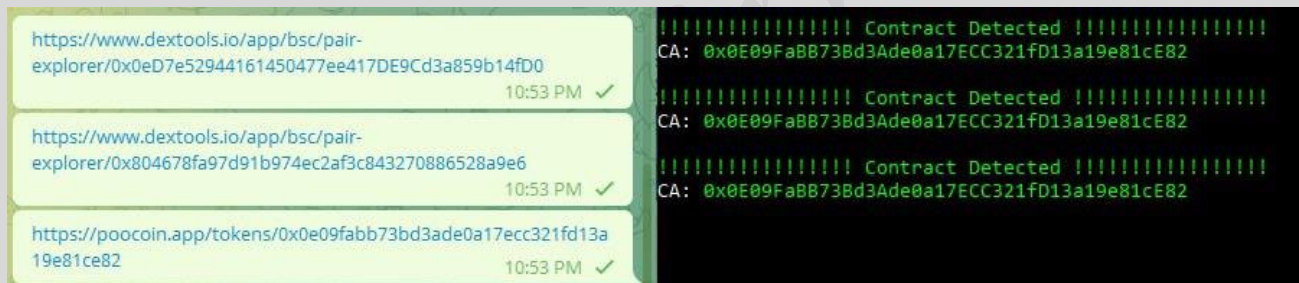 https://www.dextools.io/app/bsc/pair-
explorer/0x0eD7e52944161450477ee417DE9Cd3a859b14fD0
10:53 PM
https://www.dextools.io/app/bsc/pair-
explorer/0x804678fa97d91b974ec2af3c843270886528a9e6
10:53 PM
https://poocoin.app/tokens/0x0e09fabb73bd3ade0a17ecc321fd13a
19e81ce82
10:53 PM
!!!!!!!!!!!!!!!!! Contract Detected !!!!!!!!!!!!!!!!!
CA: 0x0E09FaBB73Bd3Ade0a17ECC321fD13a19e81cE82
!!!!!!!!!!!!!!!!! Contract Detected !!!!!!!!!!!!!!!!!
CA: 0x0E09FaBB73Bd3Ade0a17ECC321fD13a19e81cE82
!!!!!!!!!!!!!!!!! Contract Detected !!!!!!!!!!!!!!!!!
CA: 0x0E09FaBB73Bd3Ade0a17ECC321fD13a19e81cE82